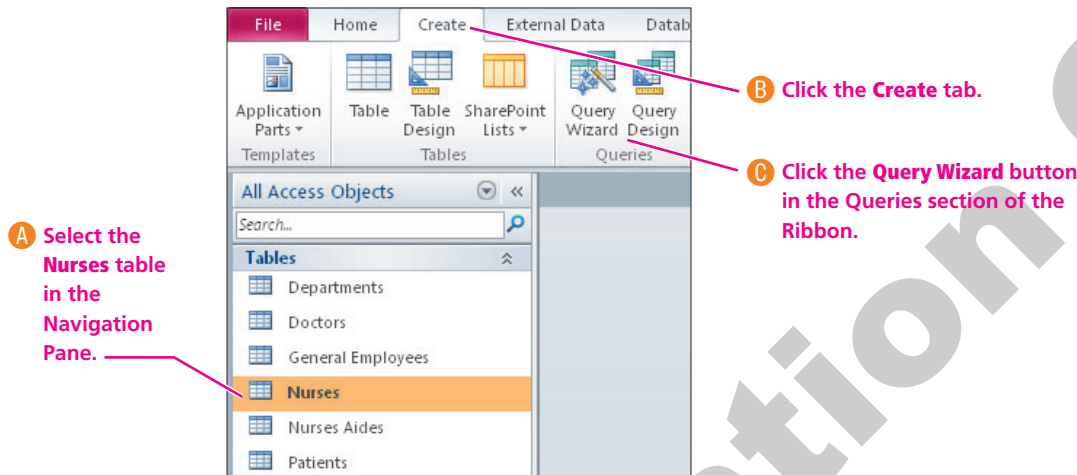 File Home Create External Data Datab
Application Parts
Table
Table Design
SharePoint Lists
Query Wizard
Query Design
Templates Tables Queries
B Click the Create tab.
C Click the Query Wizard button
in the Queries section of the
Ribbon.
All Access Objects
Search...
Tables
Departments
Doctors
General Employees
Nurses
Nurses Aides
Patients
A Select the
Nurses table
in the
Navigation
Pane.
tion